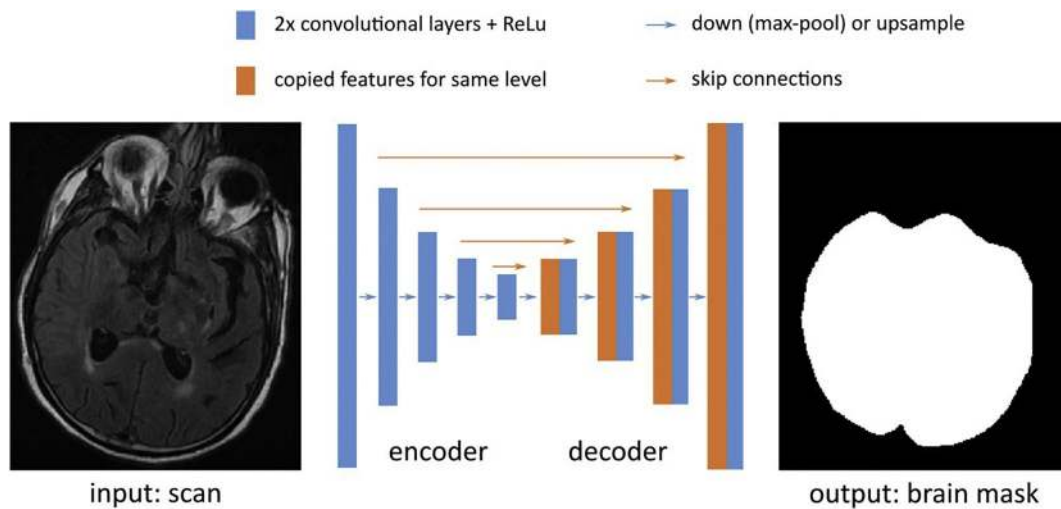 2x convolutional layers + ReLu
down (max-pool) or upsample
copied features for same level
skip connections
encoder
decoder
input: scan
output: brain mask